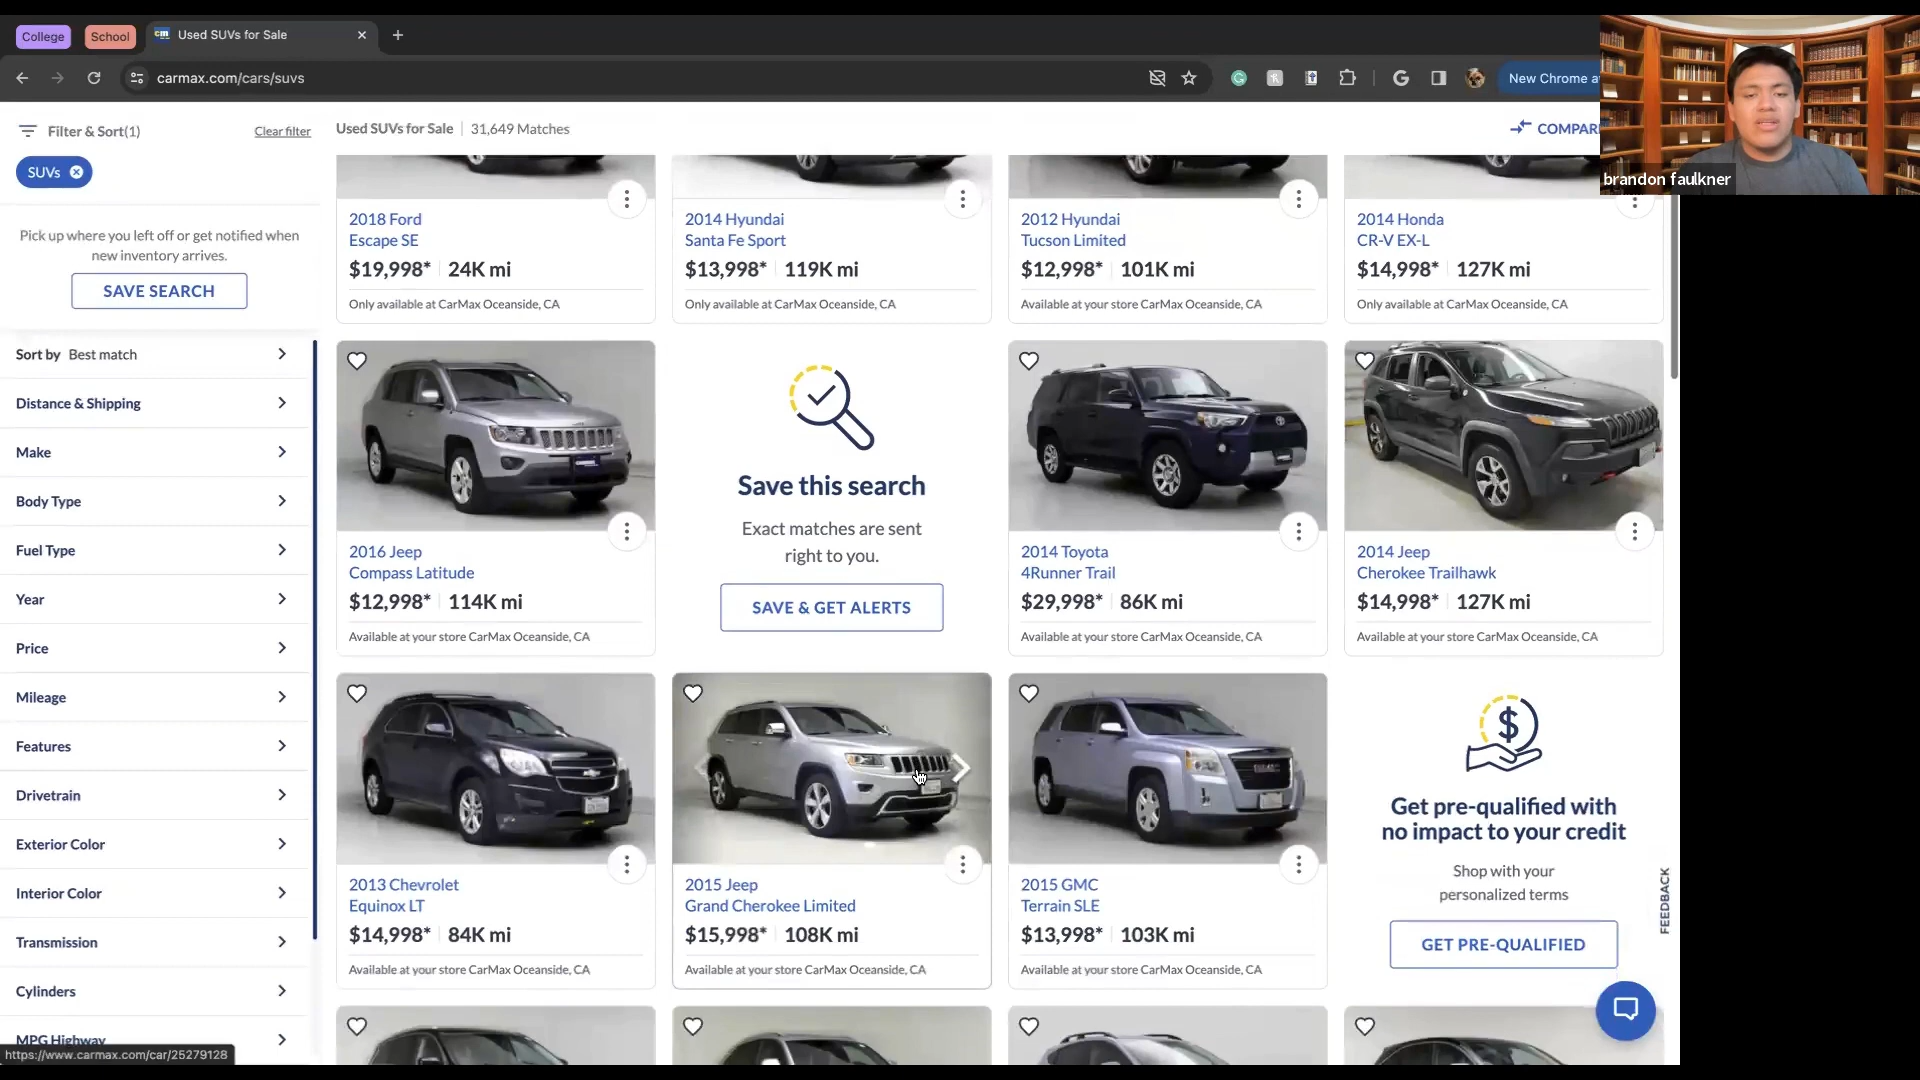 College
School
Used SUVs for Sale
carmax.com/cars/suvs
New Chrome a
brandon faulkner
Filter & Sort(1)
Clear filter
SUVs
Pick up where you left off or get notified when
new inventory arrives.
SAVE SEARCH
Sort by Best match
Distance & Shipping
Make
Body Type
Fuel Type
Year
Price
Mileage
Features
Drivetrain
Exterior Color
Interior Color
Transmission
Cylinders
MPG Highway
https://www.carmax.com/car/25279128
Used SUVs for Sale | 31,649 Matches
COMPAR
2018 Ford
Escape SE
$19,998* 24K mi
Only available at CarMax Oceanside, CA
2014 Hyundai
Santa Fe Sport
$13,998* 119K mi
Only available at CarMax Oceanside, CA
2012 Hyundai
Tucson Limited
$12,998* 101K mi
Available at your store CarMax Oceanside, CA
2014 Honda
CR-V EX-L
$14,998* 127K mi
Only available at CarMax Oceanside, CA
2016 Jeep
Compass Latitude
$12,998* 114K mi
Available at your store CarMax Oceanside, CA
Save this search
Exact matches are sent
right to you.
SAVE & GET ALERTS
2014 Toyota
4Runner Trail
$29,998* 86K mi
Available at your store CarMax Oceanside, CA
2014 Jeep
Cherokee Trailhawk
$14,998* 127K mi
Available at your store CarMax Oceanside, CA
2013 Chevrolet
Equinox LT
$14,998* 84K mi
Available at your store CarMax Oceanside, CA
2015 Jeep
Grand Cherokee Limited
$15,998* 108K mi
Available at your store CarMax Oceanside, CA
2015 GMC
Terrain SLE
$13,998* 103K mi
Available at your store CarMax Oceanside, CA
Get pre-qualified with
no impact to your credit
Shop with your
personalized terms
GET PRE-QUALIFIED
FEEDBACK